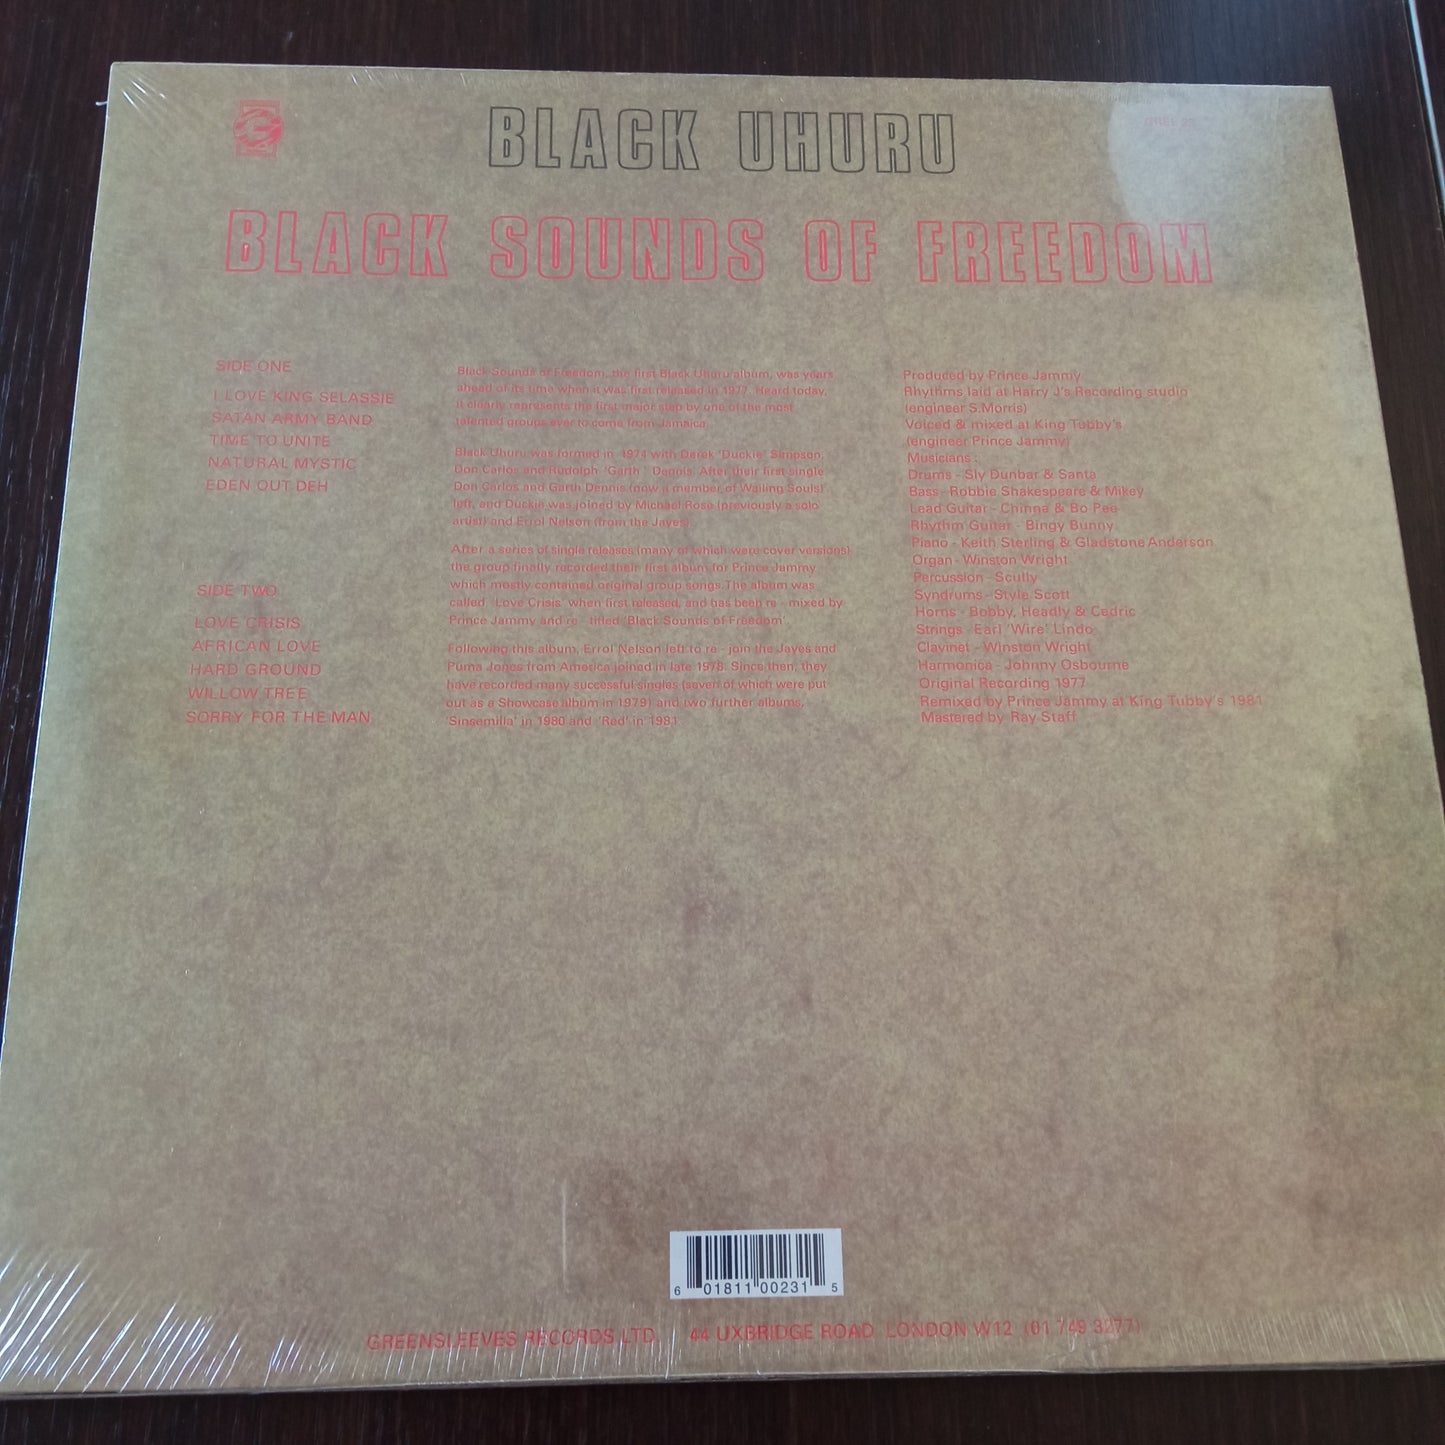 GREE 23
BLACK UHURU
BLACK SOUNDS OF FREEDOM
SIDE ONE
I LOVE KING SELASSIE
SATAN ARMY BAND
TIME TO UNITE
NATURAL MYSTIC
EDEN OUT DEH
SIDE TWO
LOVE CRISIS
AFRICAN LOVE
HARD GROUND
WILLOW TREE
SORRY FOR THE MAN
Black Sounds of Freedom, the first Black Uhuru album, was years
ahead of its time when it was first released in 1977. Heard today,
it clearly represents the first major step by one of the most
talented groups ever to come from Jamaica.
Black Uhuru was formed in 1974 with Derek 'Duckie' Simpson,
Don Carlos and Rudolph 'Garth' Dennis. After their first single
Don Carlos and Garth Dennis (now a member of Wailing Souls)
left, and Duckie was joined by Michael Rose (previously a solo
artist) and Errol Nelson (from the Jayes).
After a series of single releases (many of which were cover versions)
the group finally recorded their first album for Prince Jammy
which mostly contained original group songs. The album was
called 'Love Crisis' when first released, and has been re - mixed by
Prince Jammy and re - titled 'Black Sounds of Freedom'.
Following this album, Errol Nelson left to re - join the Jayes and
Puma Jones from America joined in late 1978. Since then, they
have recorded many successful singles (seven of which were put
out as a Showcase album in 1979) and two further albums,
'Sinsemilla' in 1980 and 'Red' in 1981.
Produced by Prince Jammy
Rhythms laid at Harry J's Recording studio
(engineer S.Morris)
Voiced & mixed at King Tubby's
(engineer Prince Jammy)
Musicians :
Drums - Sly Dunbar & Santa
Bass - Robbie Shakespeare & Mikey
Lead Guitar - Chinna & Bo Pee
Rhythm Guitar - Bingy Bunny
Piano - Keith Sterling & Gladstone Anderson
Organ - Winston Wright
Percussion - Scully
Syndrums - Style Scott
Horns - Bobby, Headly & Cedric
Strings - Earl 'Wire' Lindo
Clavinet - Winston Wright
Harmonica - Johnny Osbourne
Original Recording 1977
Remixed by Prince Jammy at King Tubby's 1981
Mastered by Ray Staff
6 01811 00231 5
GREENSLEEVES RECORDS LTD. 44 UXBRIDGE ROAD LONDON W12 (01 749 3277)